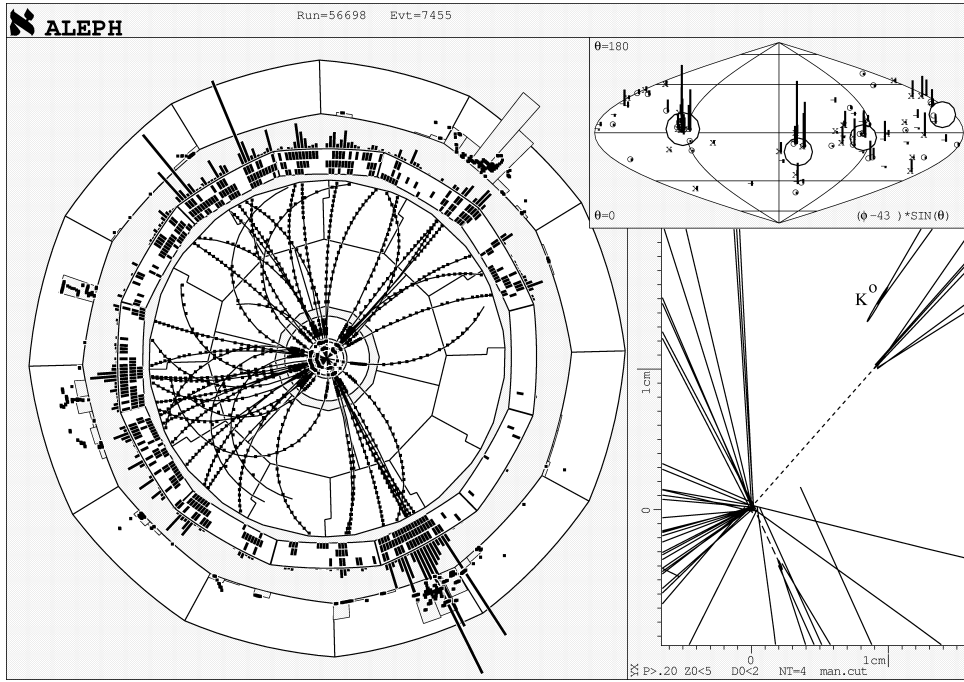 ℵ ALEPH
Run=56698 Evt=7455
θ=180
θ=0
(ϕ-43 )*SIN(θ)
K⁰
1cm
0
0
1cm
YX P>.20 Z0<5 D0<2 NT=4 man.cut